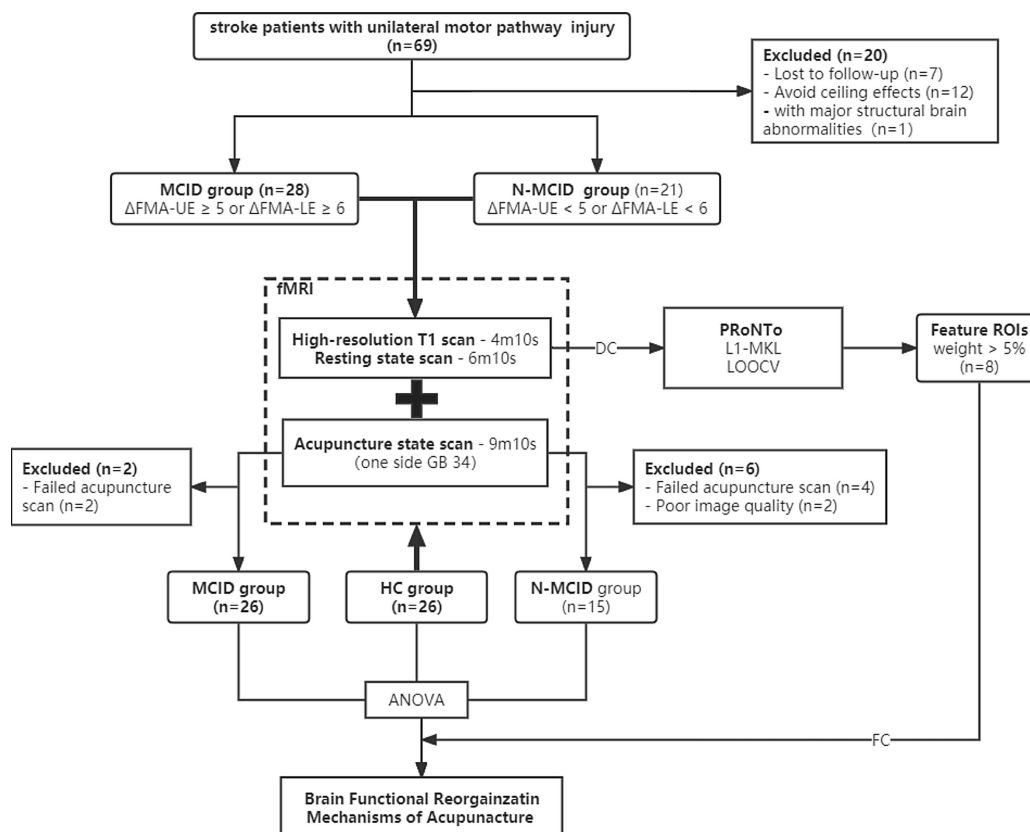 stroke patients with unilateral motor pathway injury
(n=69)
Excluded (n=20)
- Lost to follow-up (n=7)
- Avoid ceiling effects (n=12)
- with major structural brain
abnormalities (n=1)
MCID group (n=28)
ΔFMA-UE ≥ 5 or ΔFMA-LE ≥ 6
N-MCID group (n=21)
ΔFMA-UE < 5 or ΔFMA-LE < 6
fMRI
High-resolution T1 scan - 4m10s
Resting state scan - 6m10s
DC
PRoNTo
L1-MKL
LOOCV
Feature ROIs:
weight > 5%
(n=8)
Acupuncture state scan - 9m10s
(one side GB 34)
Excluded (n=2)
- Failed acupuncture
scan (n=2)
Excluded (n=6)
- Failed acupuncture scan (n=4)
- Poor image quality (n=2)
MCID group
(n=26)
HC group
(n=26)
N-MCID group
(n=15)
ANOVA
FC
Brain Functional Reorgainzatin
Mechanisms of Acupunacture